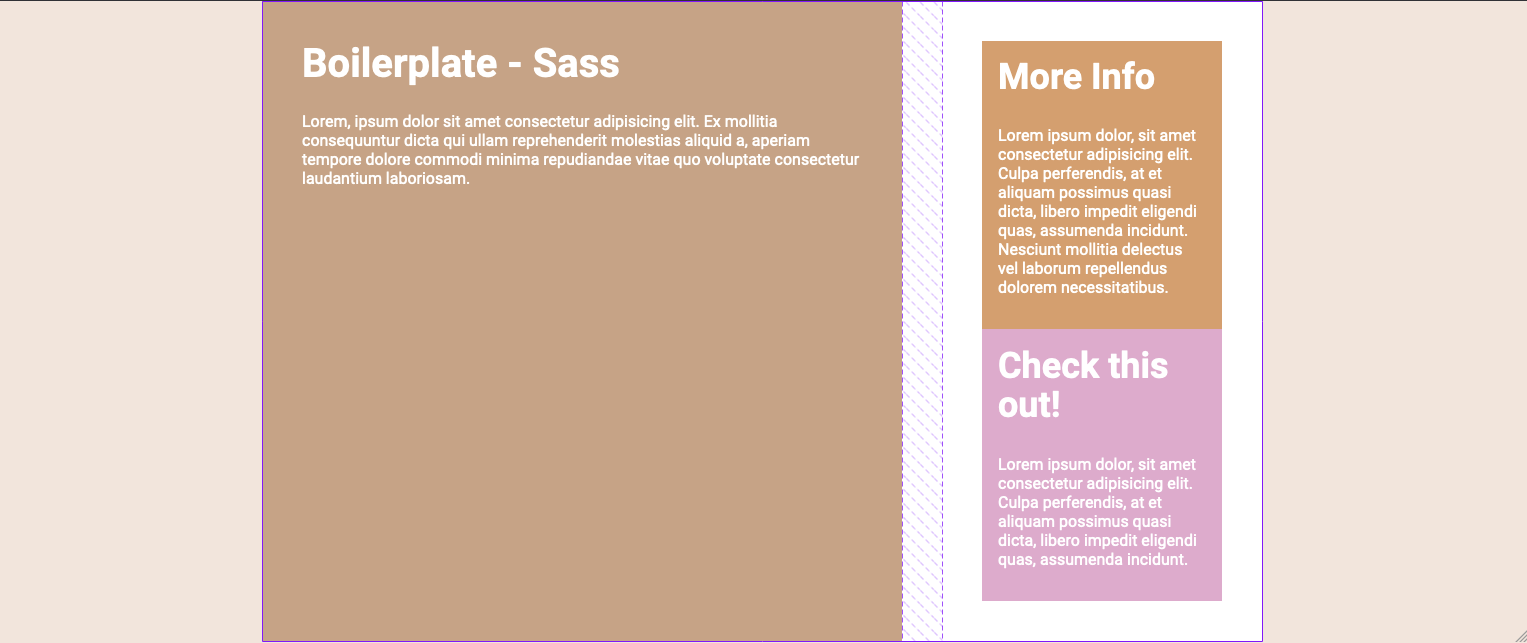 Boilerplate - Sass
Lorem, ipsum dolor sit amet consectetur adipisicing elit. Ex mollitia
consequuntur dicta qui ullam reprehenderit molestias aliquid a, aperiam
tempore dolore commodi minima repudiandae vitae quo voluptate consectetur
laudantium laboriosam.
More Info
Lorem ipsum dolor, sit amet
consectetur adipisicing elit.
Culpa perferendis, at et
aliquam possimus quasi
dicta, libero impedit eligendi
quas, assumenda incidunt.
Nesciunt mollitia delectus
vel laborum repellendus
dolorem necessitatibus.
Check this
out!
Lorem ipsum dolor, sit amet
consectetur adipisicing elit.
Culpa perferendis, at et
aliquam possimus quasi
dicta, libero impedit eligendi
quas, assumenda incidunt.